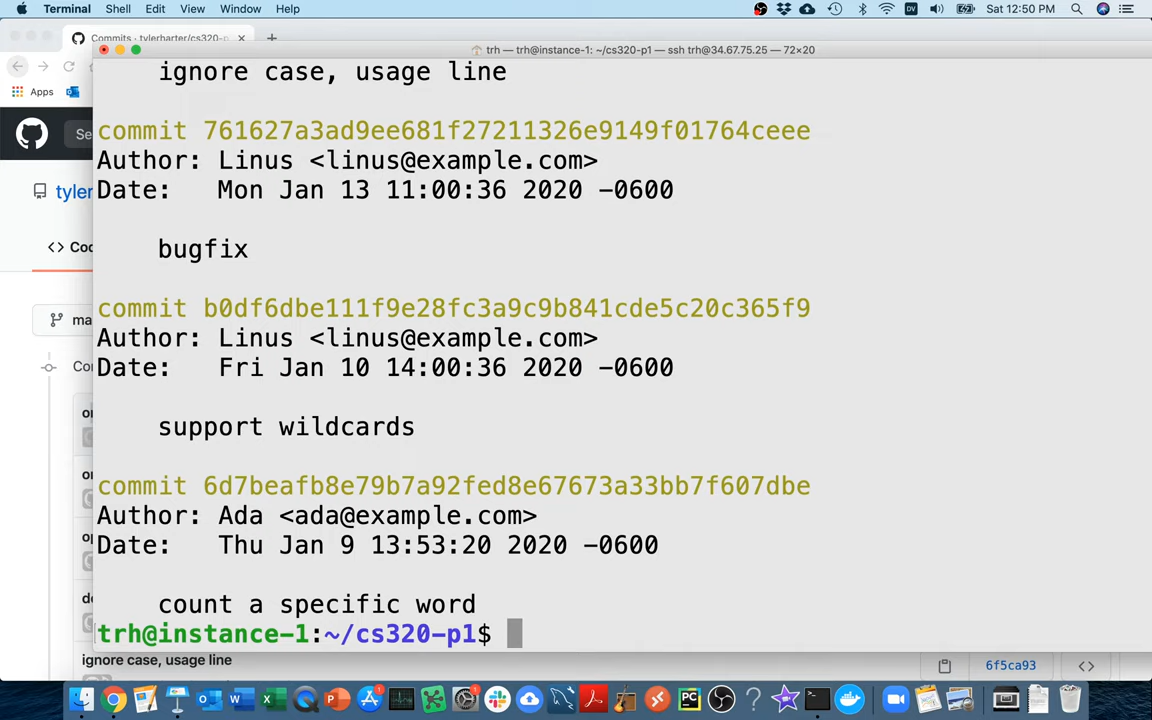 Terminal Shell Edit View Window Help Sat 12:50 PM
Commits · tylerharter/cs320-p
trh — trh@instance-1: ~/cs320-p1 — ssh trh@34.67.75.25 — 72×20
Apps
Se
tyler
Coc
ma
Co
ignore case, usage line
commit 761627a3ad9ee681f27211326e9149f01764ceee
Author: Linus <linus@example.com>
Date:   Mon Jan 13 11:00:36 2020 -0600
bugfix
commit b0df6dbe111f9e28fc3a9c9b841cde5c20c365f9
Author: Linus <linus@example.com>
Date:   Fri Jan 10 14:00:36 2020 -0600
support wildcards
commit 6d7beafb8e79b7a92fed8e67673a33bb7f607dbe
Author: Ada <ada@example.com>
Date:   Thu Jan 9 13:53:20 2020 -0600
count a specific word
trh@instance-1:~/cs320-p1$
ignore case, usage line 6f5ca93